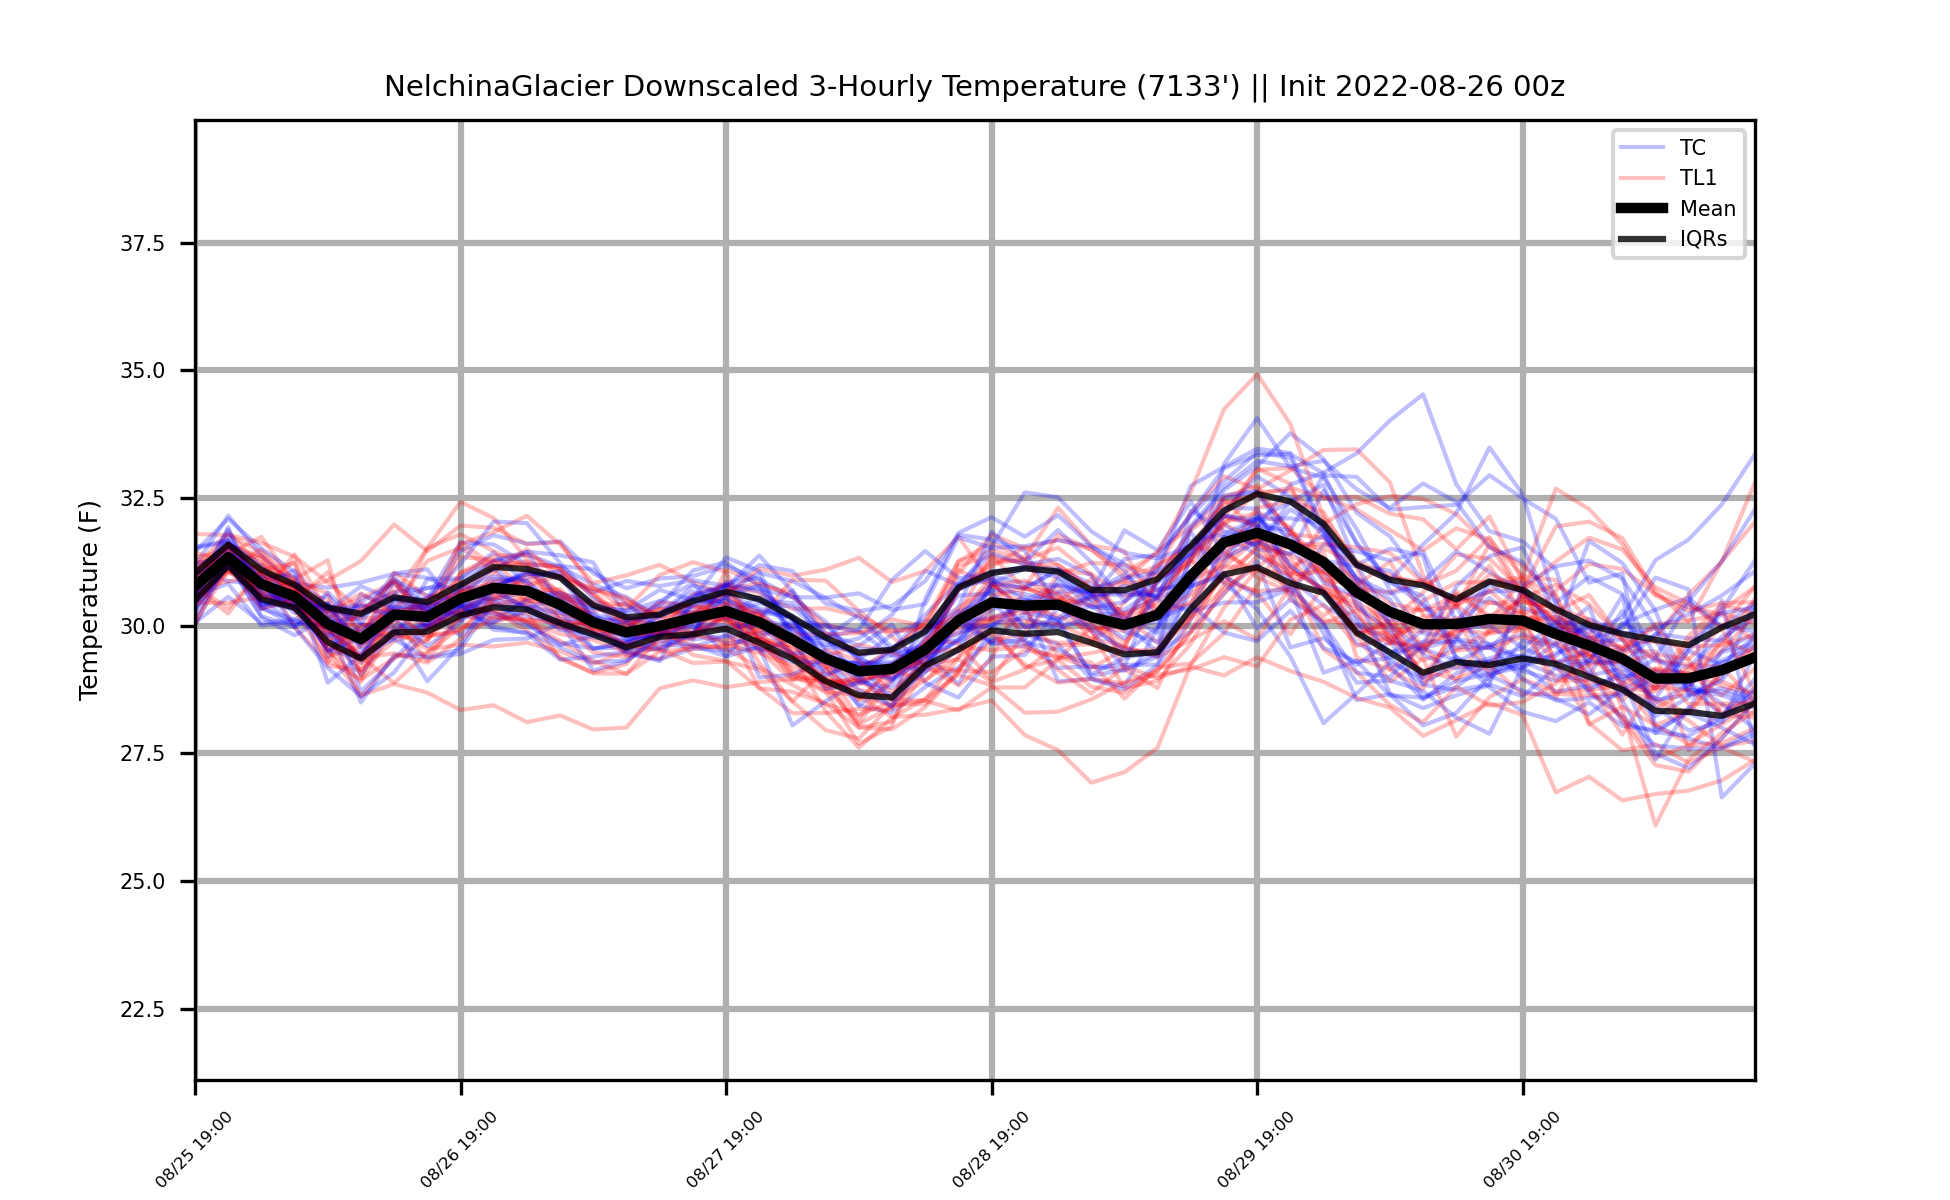 NelchinaGlacier Downscaled 3-Hourly Temperature (7133') || Init 2022-08-26 00z
TC
TL1
Mean
IQRs
Temperature (F)
37.5
35.0
32.5
30.0
27.5
25.0
22.5
08/25 19:00
08/26 19:00
08/27 19:00
08/28 19:00
08/29 19:00
08/30 19:00